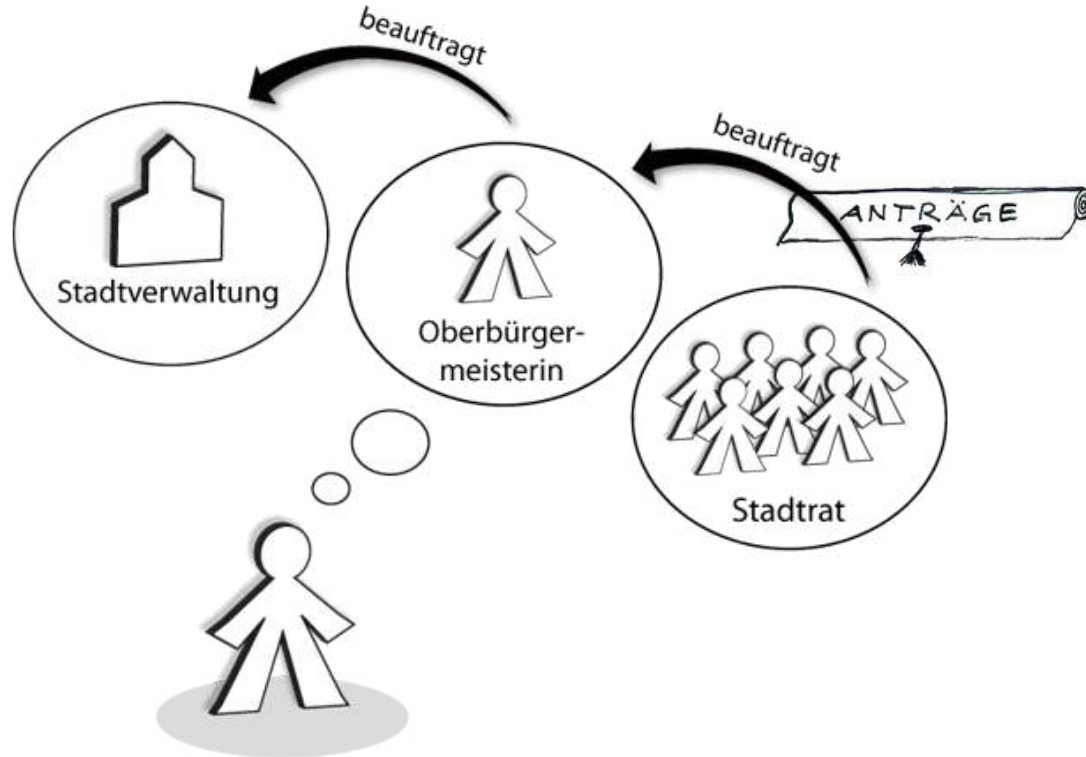 beauftragt
beauftragt
ANTRÄGE
Stadtverwaltung
Oberbürger-
meisterin
Stadtrat